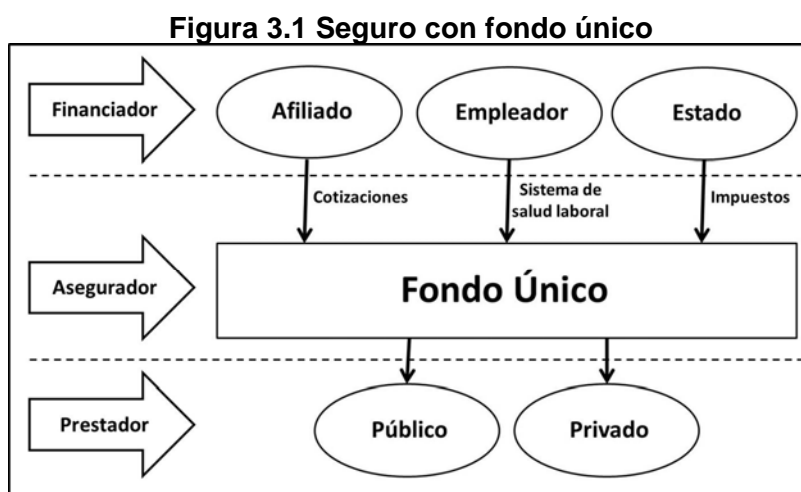 Figura 3.1 Seguro con fondo único
Financiador
Afiliado
Empleador
Estado
Cotizaciones
Sistema de
salud laboral
Impuestos
Asegurador
Fondo Único
Prestador
Público
Privado